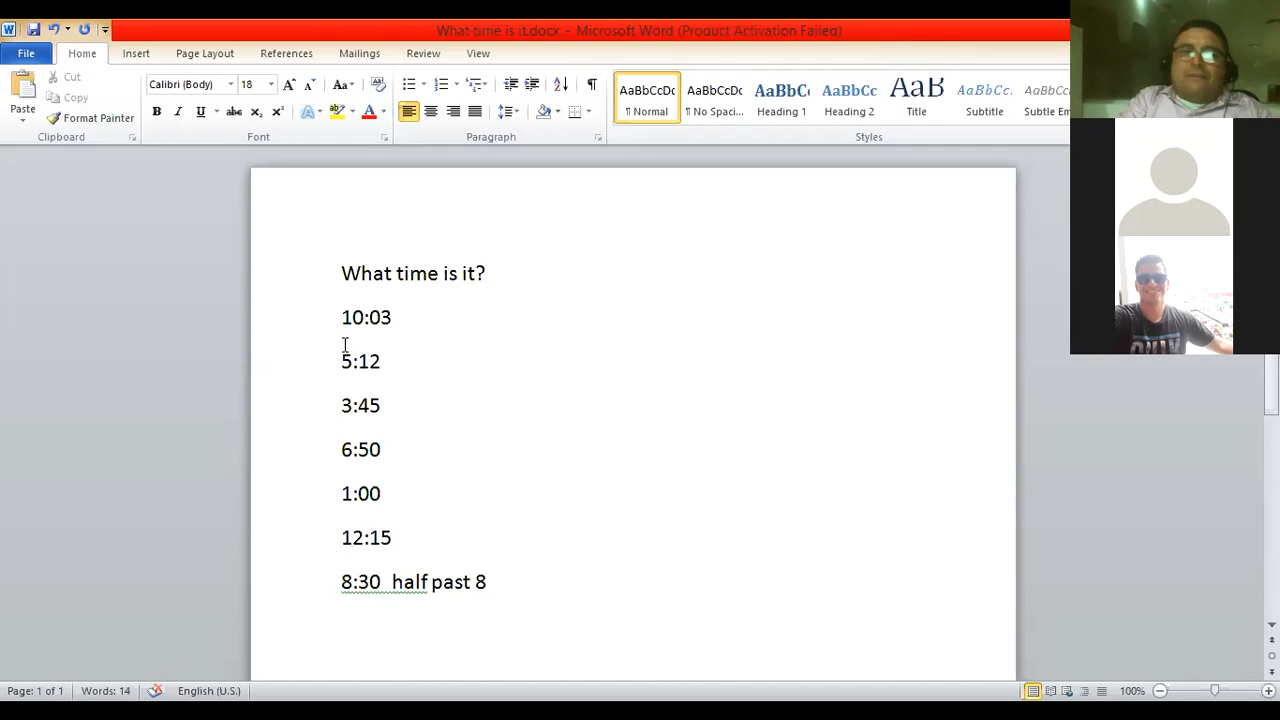 What time is it.docx - Microsoft Word (Product Activation Failed)
File Home Insert Page Layout References Mailings Review View
Cut
Copy
Format Painter
Paste
Clipboard
Calibri (Body) 18
Font
Paragraph
AaBbCcDc AaBbCcDc AaBbCc AaBbCc AaB AaBbCc. AaBbCcD
¶ Normal ¶ No Spaci... Heading 1 Heading 2 Title Subtitle Subtle Em
Styles
What time is it?
10:03
5:12
3:45
6:50
1:00
12:15
8:30 half past 8
Page: 1 of 1 Words: 14 English (U.S.) 100%